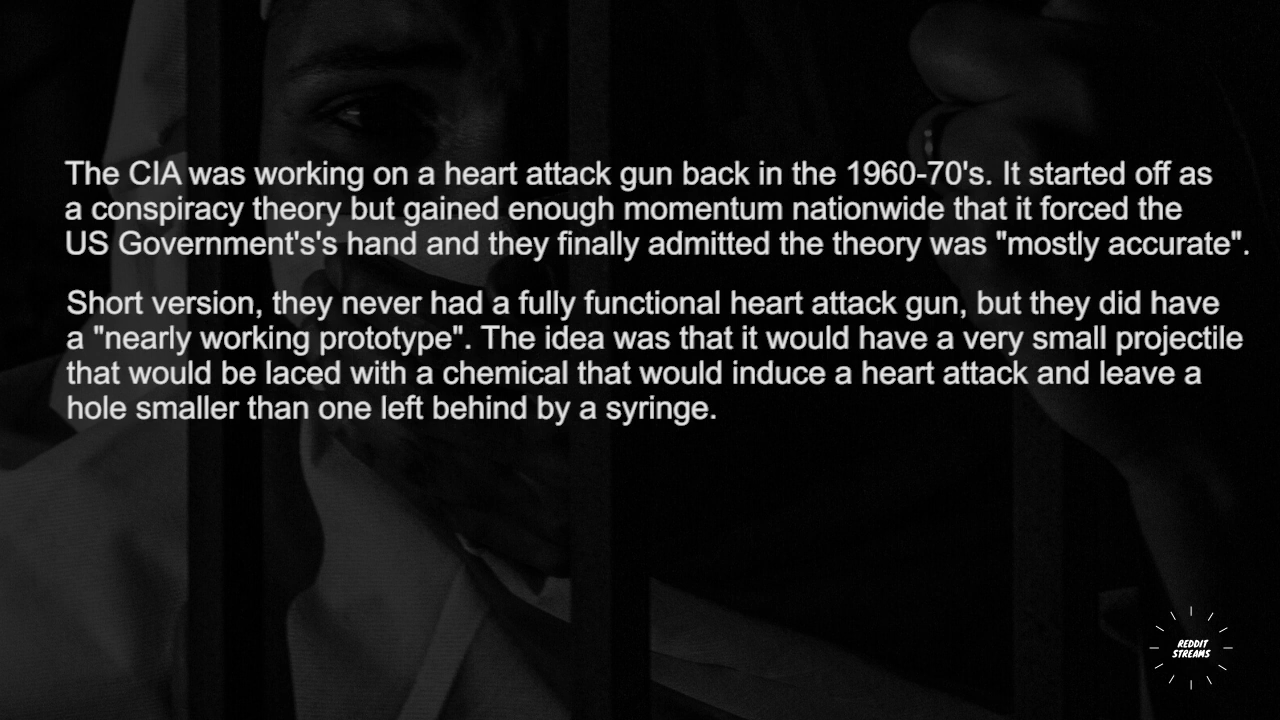 The CIA was working on a heart attack gun back in the 1960-70's. It started off as
a conspiracy theory but gained enough momentum nationwide that it forced the
US Government's's hand and they finally admitted the theory was "mostly accurate".
Short version, they never had a fully functional heart attack gun, but they did have
a "nearly working prototype". The idea was that it would have a very small projectile
that would be laced with a chemical that would induce a heart attack and leave a
hole smaller than one left behind by a syringe.
REDDIT
STREAMS